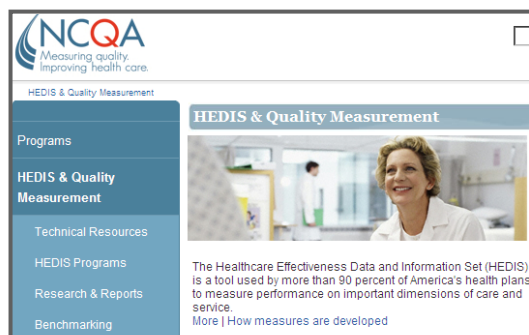 NCQA
Measuring quality.
Improving health care.
HEDIS & Quality Measurement
Programs
HEDIS & Quality
Measurement
Technical Resources
HEDIS Programs
Research & Reports
Benchmarking
HEDIS & Quality Measurement
The Healthcare Effectiveness Data and Information Set (HEDIS)
is a tool used by more than 90 percent of America's health plans
to measure performance on important dimensions of care and
service.
More | How measures are developed